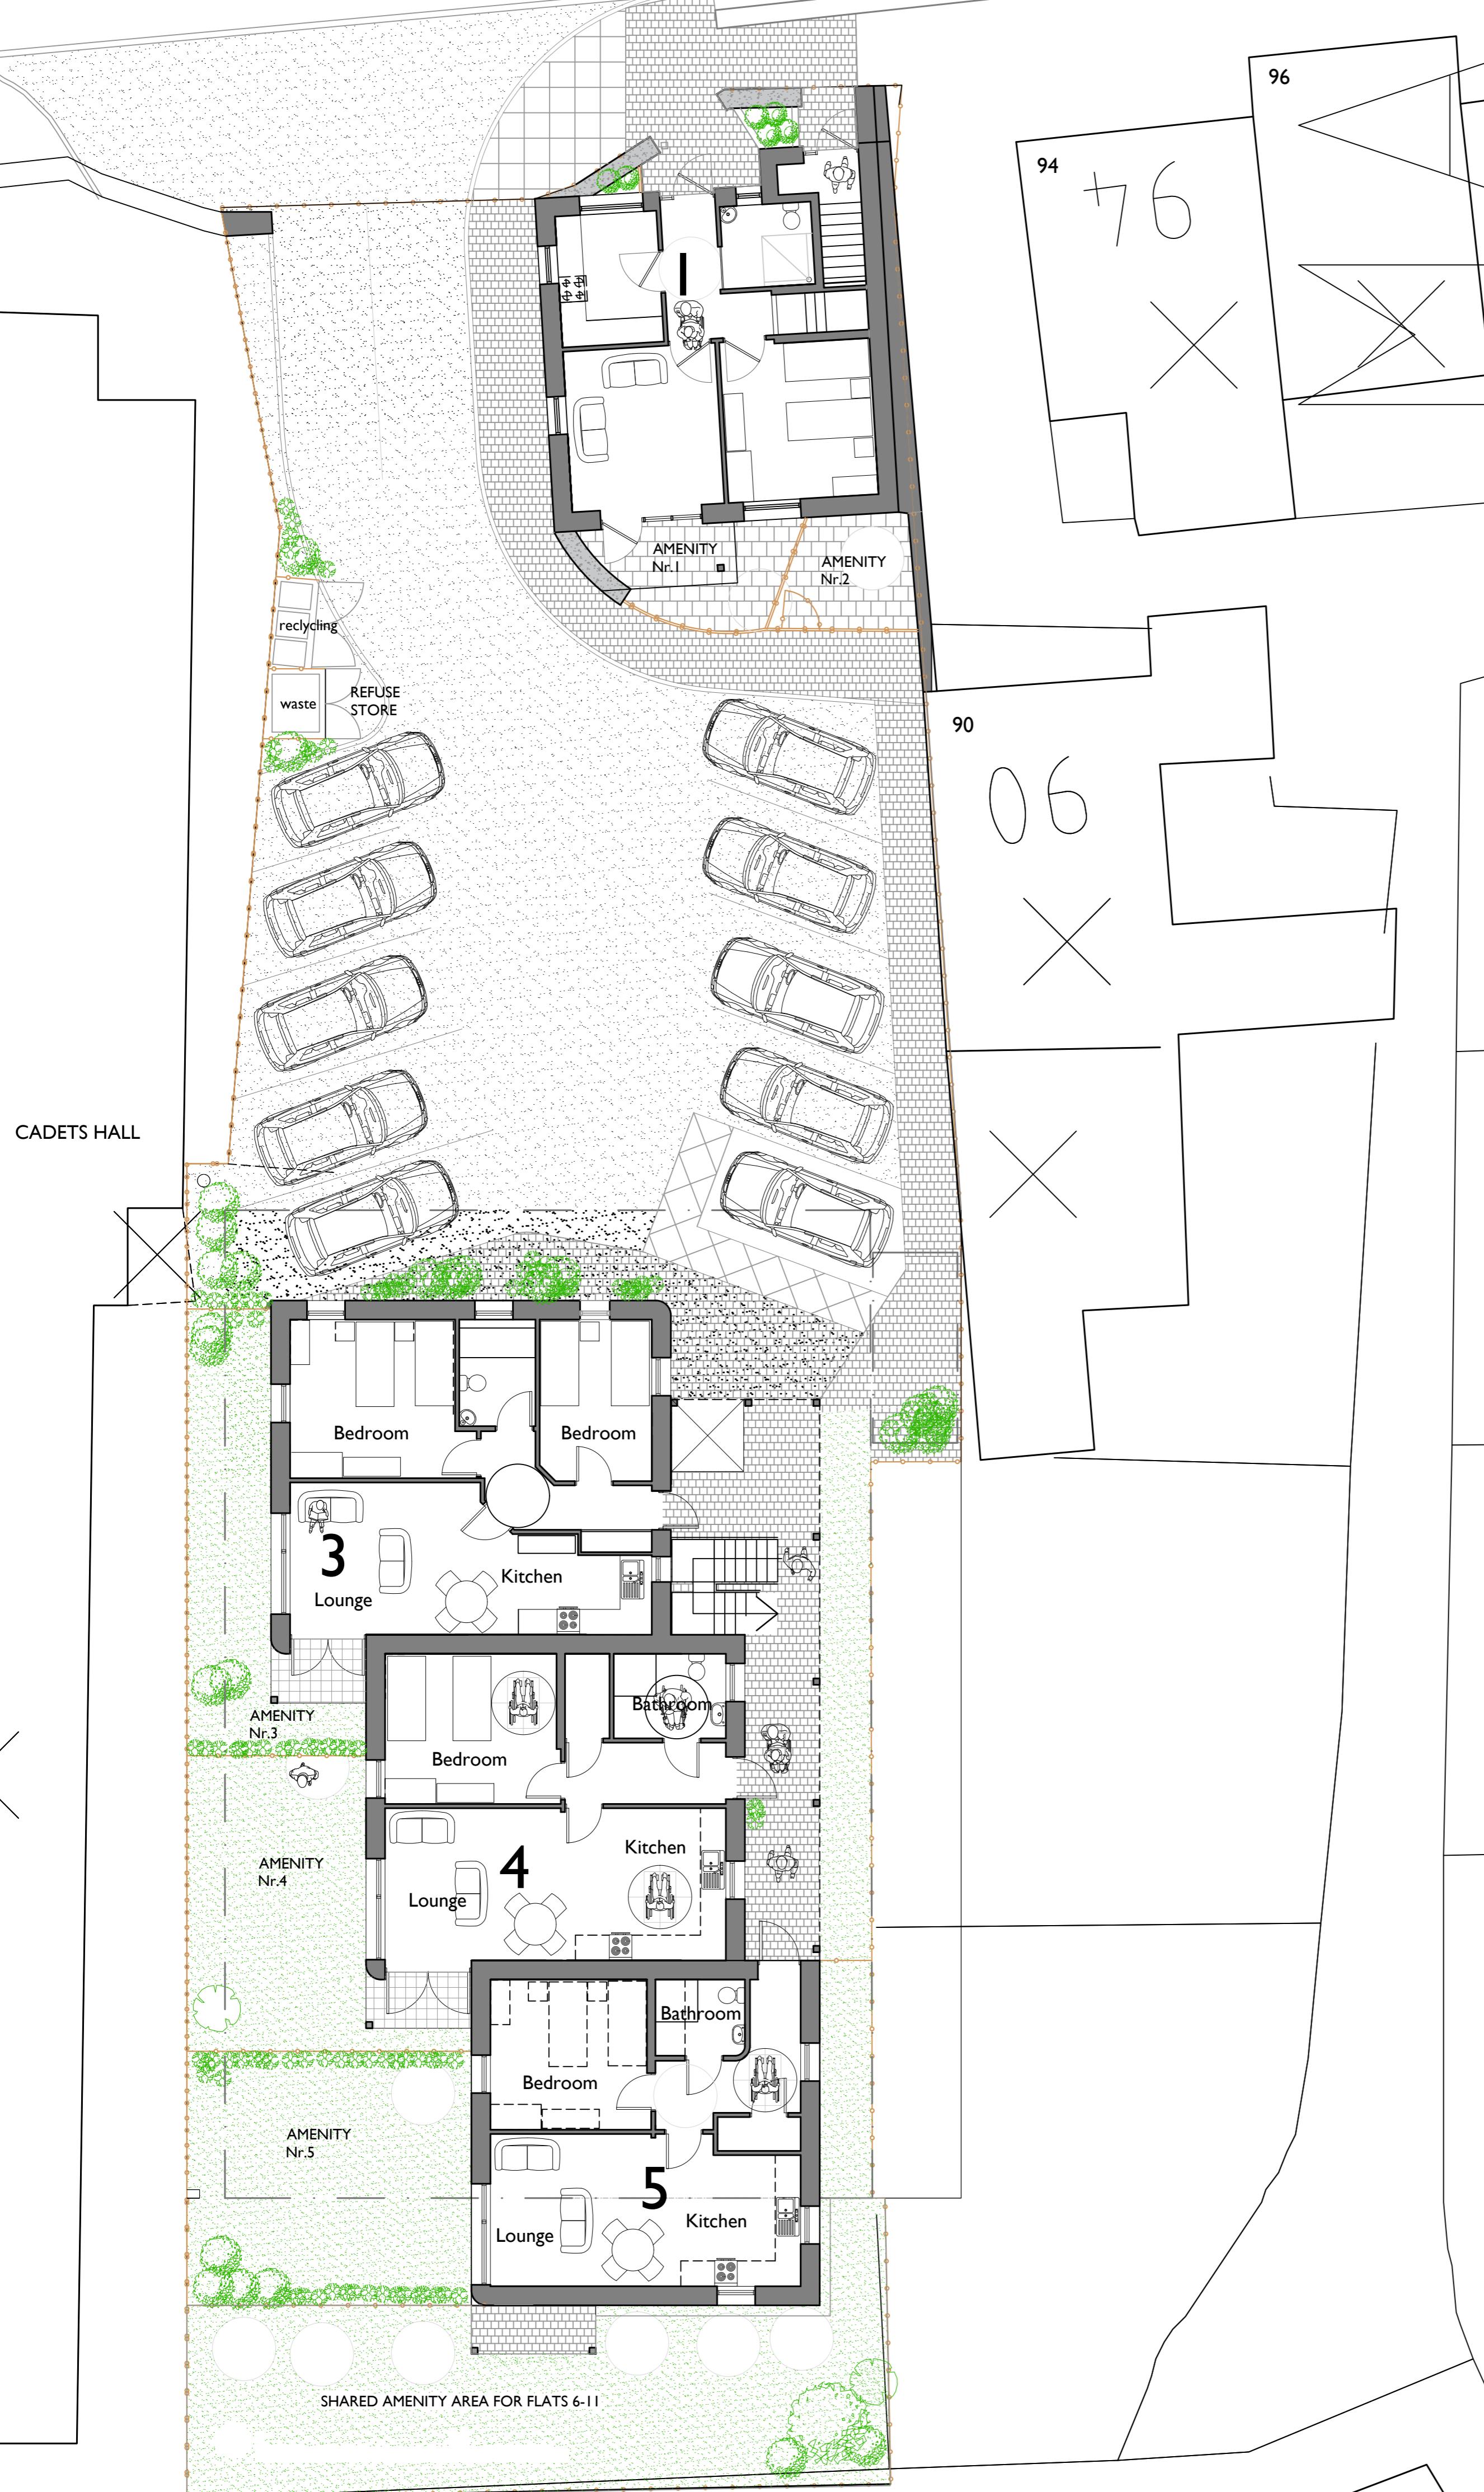 96
94
94
1
AMENITY
Nr.1
AMENITY
Nr.2
reclycling
waste
REFUSE
STORE
90
90
CADETS HALL
Bedroom
Bedroom
3
Lounge
Kitchen
AMENITY
Nr.3
Bathroom
Bedroom
AMENITY
Nr.4
4
Kitchen
Lounge
Bathroom
Bedroom
AMENITY
Nr.5
5
Kitchen
Lounge
SHARED AMENITY AREA FOR FLATS 6-11